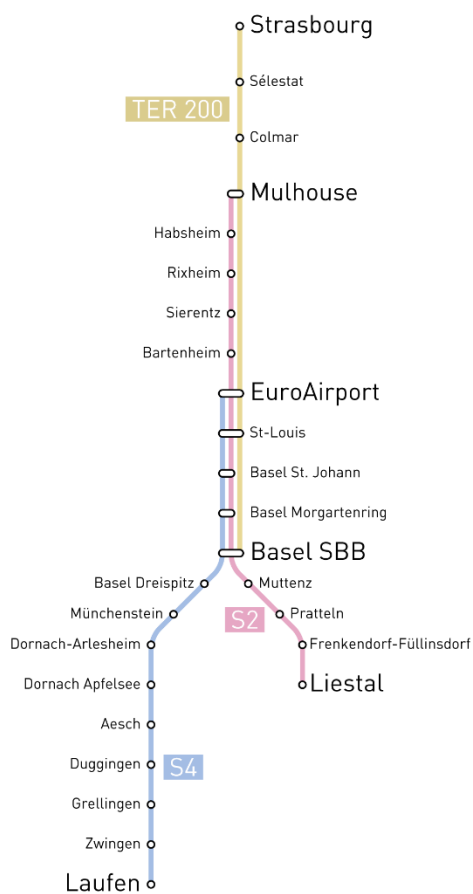 Strasbourg
Sélestat
TER 200
Colmar
Mulhouse
Habsheim
Rixheim
Sierentz
Bartenheim
EuroAirport
St-Louis
Basel St. Johann
Basel Morgartenring
Basel SBB
Basel Dreispitz
Muttenz
Münchenstein
S2
Pratteln
Dornach-Arlesheim
Frenkendorf-Füllinsdorf
Dornach Apfelsee
Liestal
Aesch
Duggingen
S4
Grellingen
Zwingen
Laufen